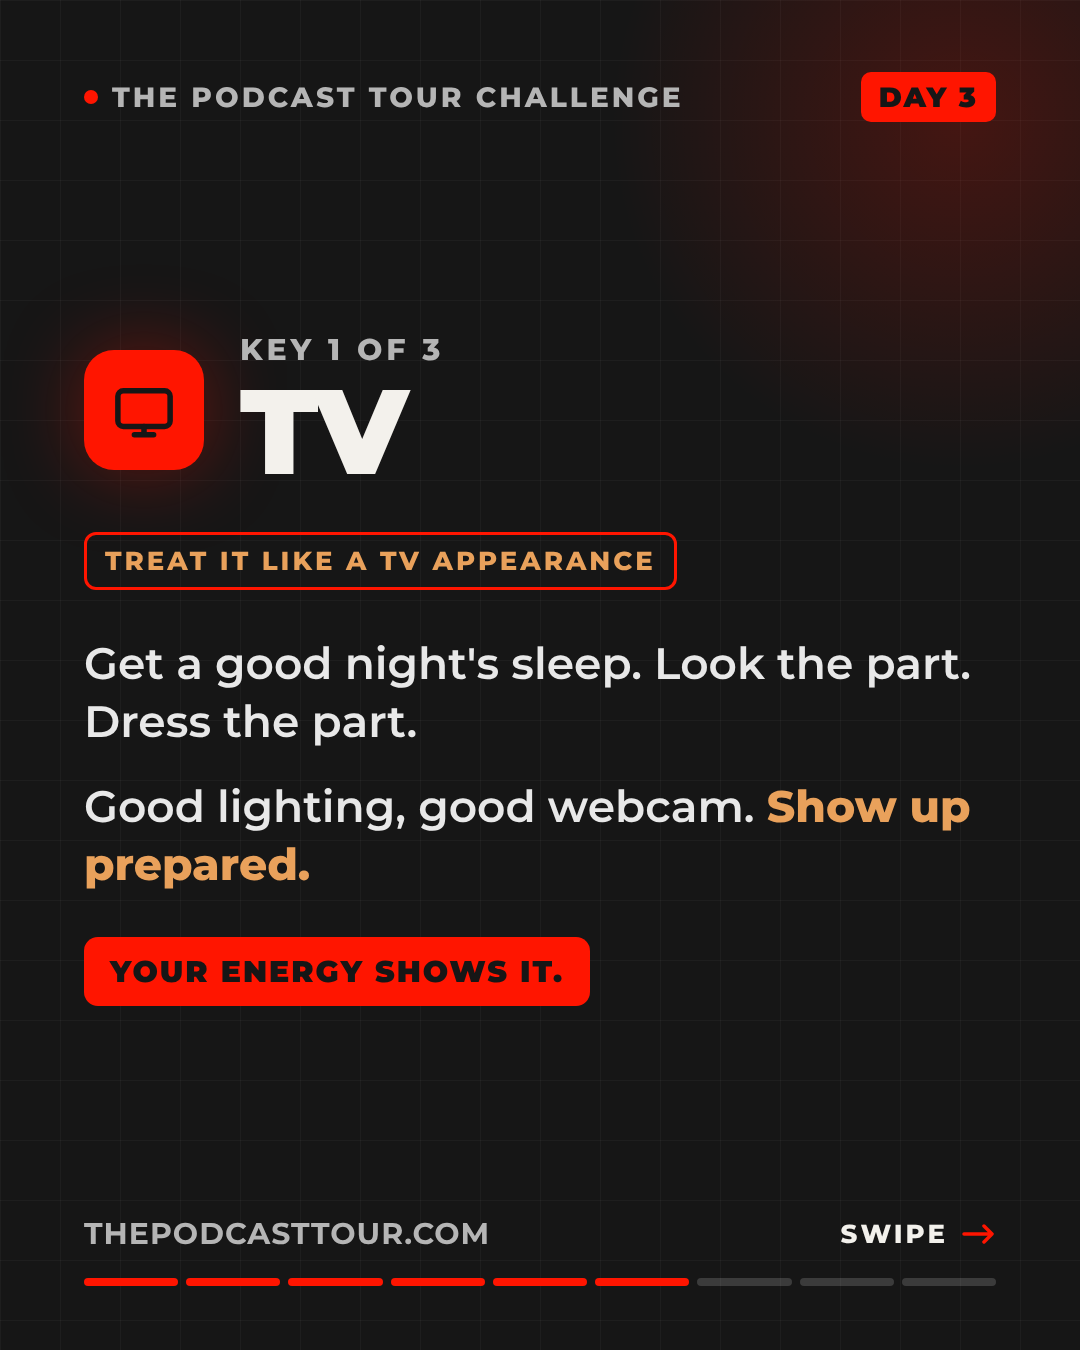 THE PODCAST TOUR CHALLENGE
DAY 3
KEY 1 OF 3
TV
TREAT IT LIKE A TV APPEARANCE
Get a good night's sleep. Look the part.
Dress the part.
Good lighting, good webcam. Show up
prepared.
YOUR ENERGY SHOWS IT.
THEPODCASTTOUR.COM
SWIPE →